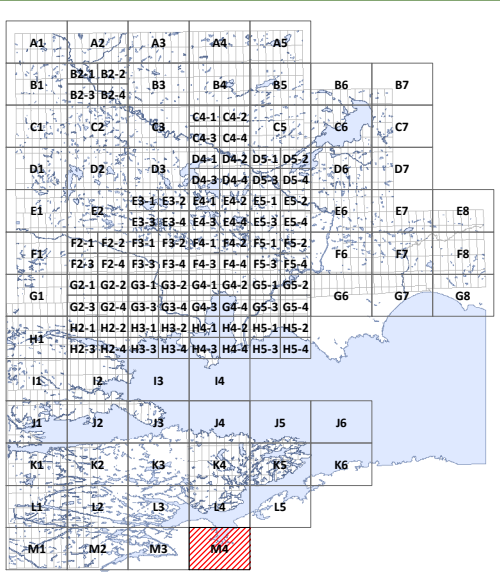 A1 A2 A3 A4 A5
B2-1 B2-2
B1 B3 B4 B5 B6 B7
B2-3 B2-4
C4-1 C4-2
C1 C2 C3 C5 C6 C7
C4-3 C4-4
D4-1 D4-2 D5-1 D5-2
D1 D2 D3 D6 D7
D4-3 D4-4 D5-3 D5-4
E3-1 E3-2 E4-1 E4-2 E5-1 E5-2
E1 E2 E6 E7 E8
E3-3 E3-4 E4-3 E4-4 E5-3 E5-4
F2-1 F2-2 F3-1 F3-2 F4-1 F4-2 F5-1 F5-2
F1 F6 F7 F8
F2-3 F2-4 F3-3 F3-4 F4-3 F4-4 F5-3 F5-4
G2-1 G2-2 G3-1 G3-2 G4-1 G4-2 G5-1 G5-2
G1 G6 G7 G8
G2-3 G2-4 G3-3 G3-4 G4-3 G4-4 G5-3 G5-4
H2-1 H2-2 H3-1 H3-2 H4-1 H4-2 H5-1 H5-2
H1
H2-3 H2-4 H3-3 H3-4 H4-3 H4-4 H5-3 H5-4
I1 I2 I3 I4
J1 J2 J3 J4 J5 J6
K1 K2 K3 K4 K5 K6
L1 L2 L3 L4 L5
M1 M2 M3 M4